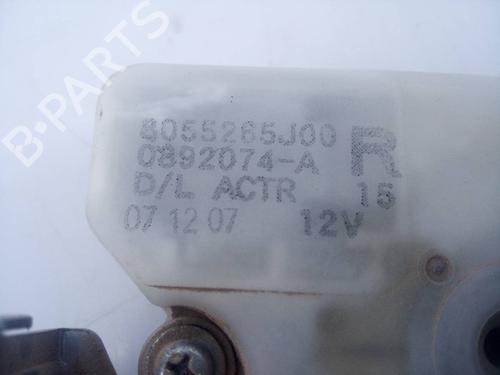 B-PARTS
8055265J00
0892074-A
R
D/L ACTR 15
07 12 07 12V